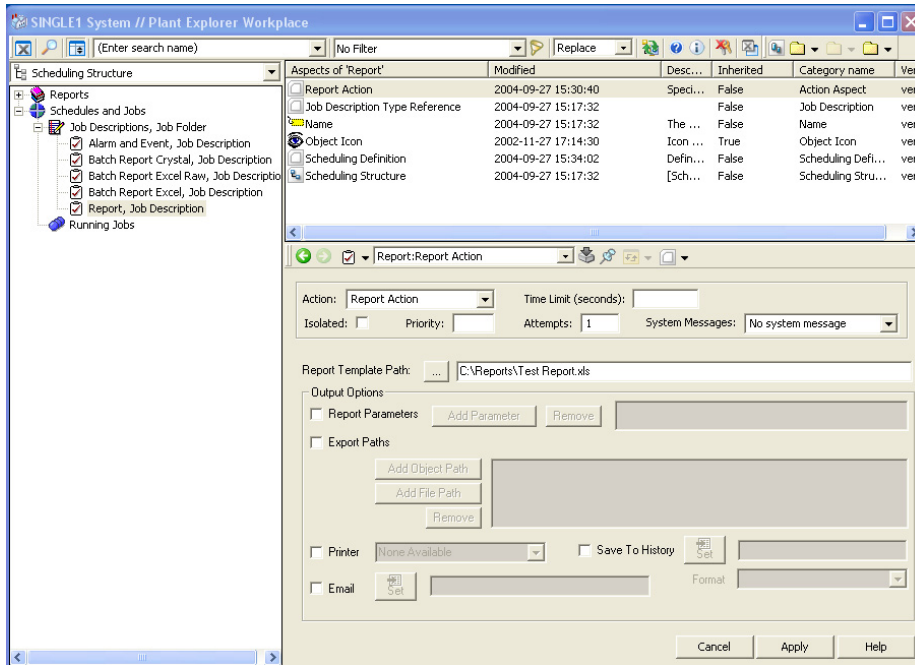 SINGLE1 System // Plant Explorer Workplace
(Enter search name) No Filter Replace
Scheduling Structure
Reports
Schedules and Jobs
Job Descriptions, Job Folder
Alarm and Event, Job Description
Batch Report Crystal, Job Description
Batch Report Excel Raw, Job Descriptio
Batch Report Excel, Job Description
Report, Job Description
Running Jobs
Aspects of 'Report' Modified Desc... Inherited Category name Ver
Report Action 2004-09-27 15:30:40 Speci... False Action Aspect ver
Job Description Type Reference 2004-09-27 15:17:32 False Job Description ver
Name 2004-09-27 15:17:32 The ... False Name ver
Object Icon 2002-11-27 17:14:30 Icon ... True Object Icon ver
Scheduling Definition 2004-09-27 15:34:02 Defin... False Scheduling Defi... ver
Scheduling Structure 2004-09-27 15:17:32 [Sch... False Scheduling Stru... ver
Report:Report Action
Action: Report Action Time Limit (seconds):
Isolated: Priority: Attempts: 1 System Messages: No system message
Report Template Path: ... C:\Reports\Test Report.xls
Output Options
Report Parameters Add Parameter Remove
Export Paths
Add Object Path
Add File Path
Remove
Printer None Available Save To History Set
Email Set Format
Cancel Apply Help